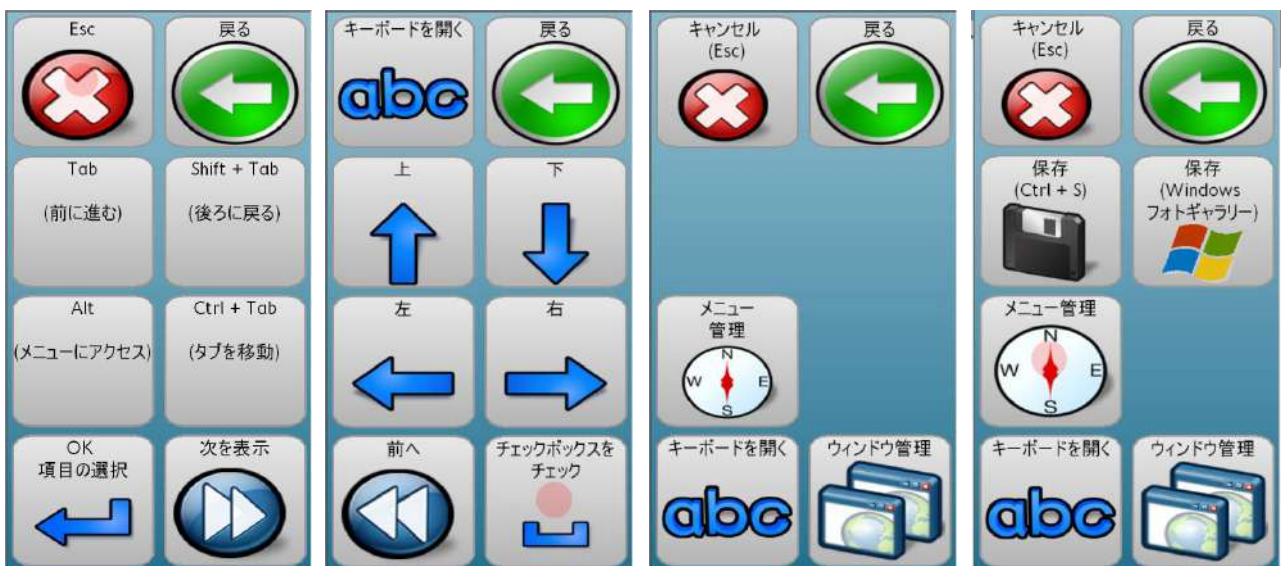 Esc
戻る
Tab
(前に進む)
Shift + Tab
(後ろに戻る)
Alt
(メニューにアクセス)
Ctrl + Tab
(タブを移動)
OK
項目の選択
次を表示
キーボードを開く
abc
戻る
上
下
左
右
前へ
チェックボックスを
チェック
キャンセル
(Esc)
戻る
メニュー
管理
N
W
E
S
キーボードを開く
abc
ウィンドウ管理
キャンセル
(Esc)
戻る
保存
(Ctrl + S)
保存
(Windows
フォトギャラリー)
メニュー管理
N
W
E
S
キーボードを開く
abc
ウィンドウ管理